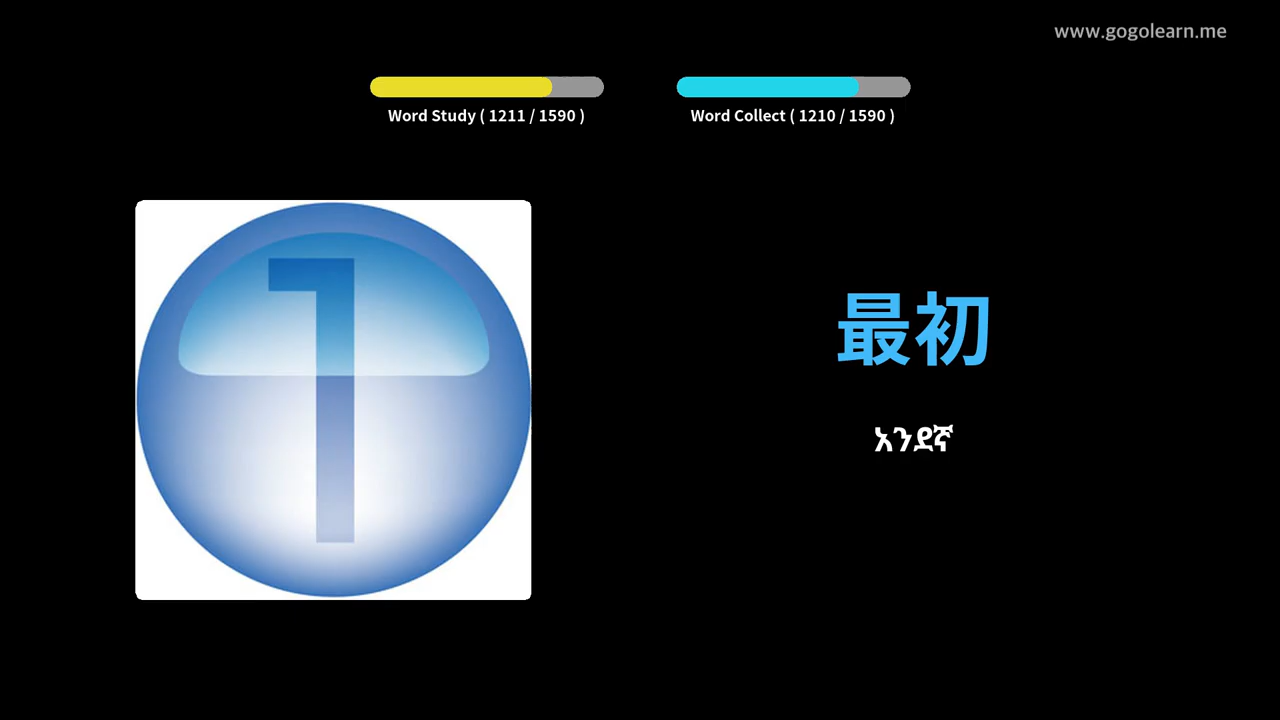 www.gogolearn.me
Word Study ( 1211 / 1590 )
Word Collect ( 1210 / 1590 )
1
最初
አንደኛ